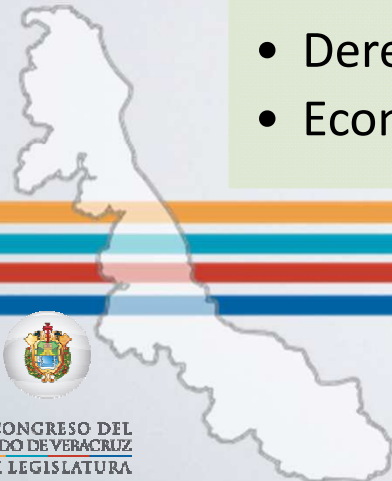 • Dere
• Econ
CONGRESO DEL
DO DE VERACRUZ
LEGISLATURA